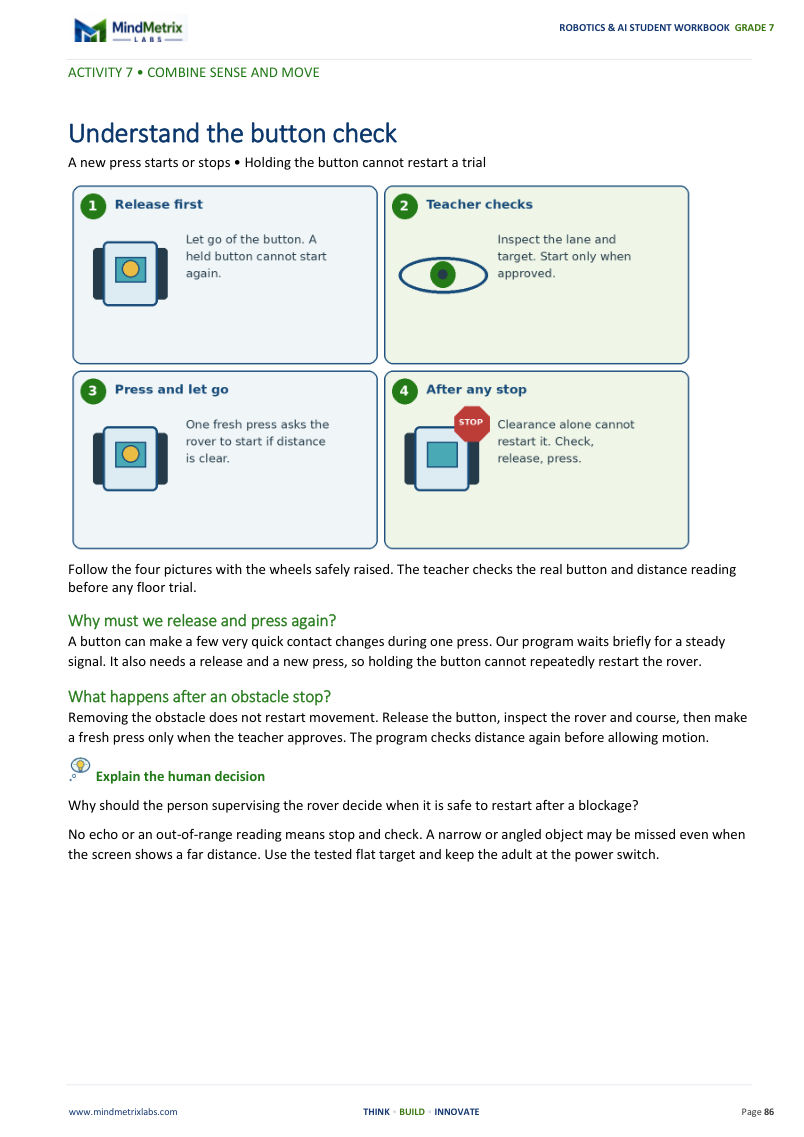 MindMetrix
LABS
ROBOTICS & AI STUDENT WORKBOOK GRADE 7
ACTIVITY 7 • COMBINE SENSE AND MOVE
Understand the button check
A new press starts or stops • Holding the button cannot restart a trial
1 Release first
Let go of the button. A
held button cannot start
again.
2 Teacher checks
Inspect the lane and
target. Start only when
approved.
3 Press and let go
One fresh press asks the
rover to start if distance
is clear.
4 After any stop
STOP
Clearance alone cannot
restart it. Check,
release, press.
Follow the four pictures with the wheels safely raised. The teacher checks the real button and distance reading
before any floor trial.
Why must we release and press again?
A button can make a few very quick contact changes during one press. Our program waits briefly for a steady
signal. It also needs a release and a new press, so holding the button cannot repeatedly restart the rover.
What happens after an obstacle stop?
Removing the obstacle does not restart movement. Release the button, inspect the rover and course, then make
a fresh press only when the teacher approves. The program checks distance again before allowing motion.
Explain the human decision
Why should the person supervising the rover decide when it is safe to restart after a blockage?
No echo or an out-of-range reading means stop and check. A narrow or angled object may be missed even when
the screen shows a far distance. Use the tested flat target and keep the adult at the power switch.
www.mindmetrixlabs.com
THINK • BUILD • INNOVATE
Page 86